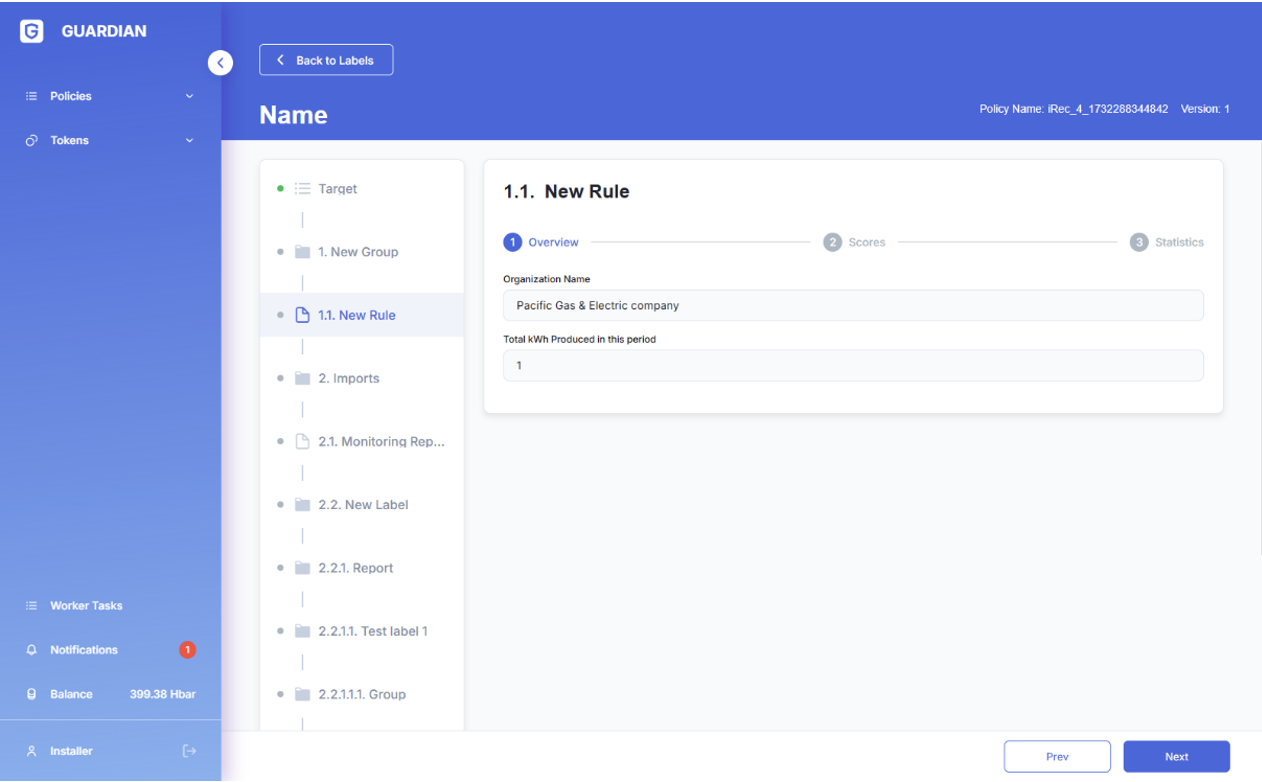 GUARDIAN
Policies
Tokens
Worker Tasks
Notifications 1
Balance 399.38 Hbar
Installer
Back to Labels
Name
Policy Name: iRec_4_1732288344842 Version: 1
Target
1. New Group
1.1. New Rule
2. Imports
2.1. Monitoring Rep...
2.2. New Label
2.2.1. Report
2.2.1.1. Test label 1
2.2.1.1.1. Group
1.1. New Rule
1 Overview 2 Scores 3 Statistics
Organization Name
Pacific Gas & Electric company
Total kWh Produced in this period
1
Prev Next